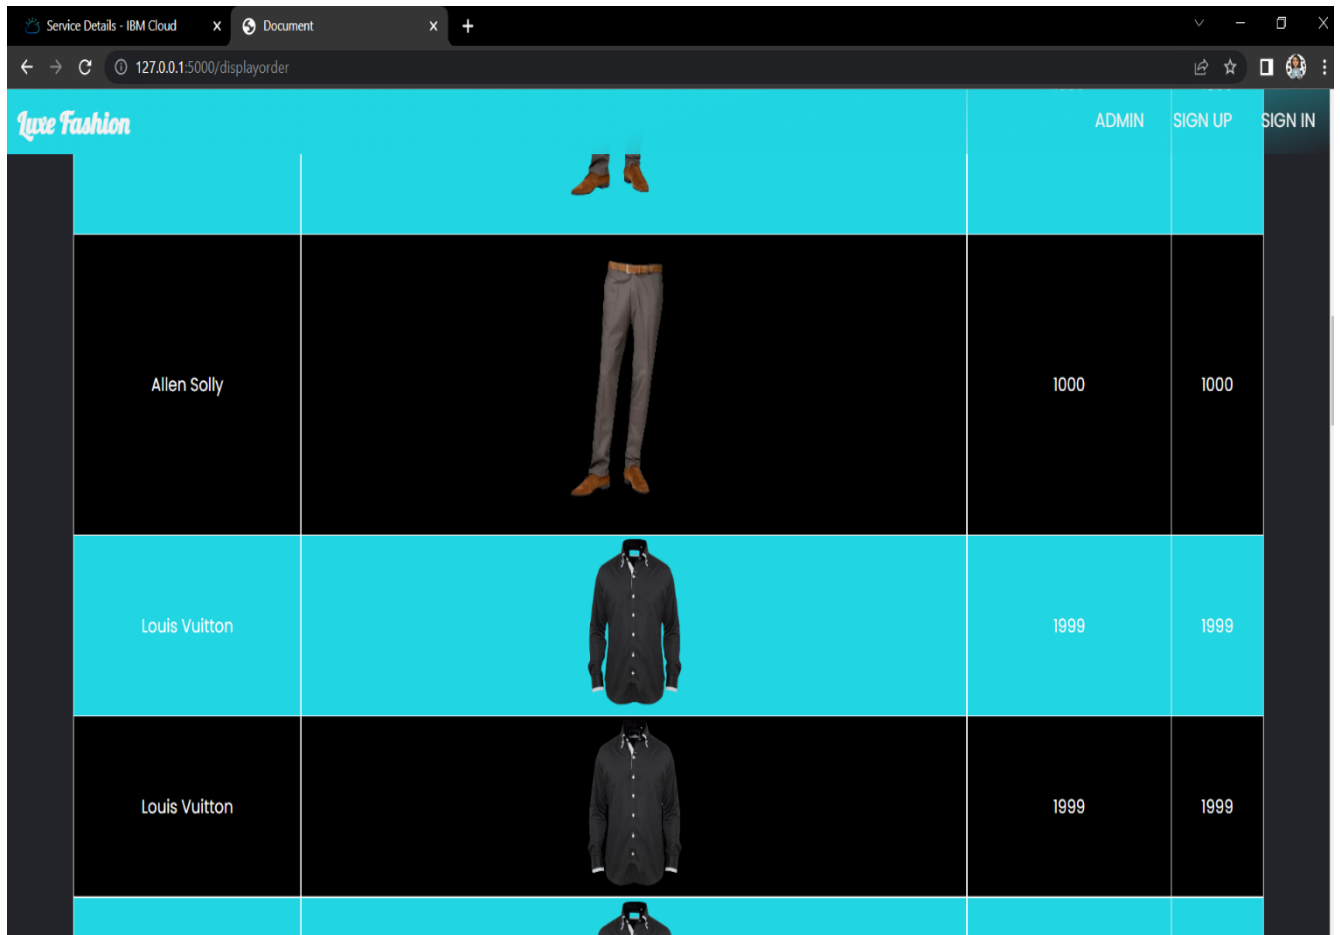 Service Details - IBM Cloud
Document
127.0.0.1:5000/displayorder
Luxe Fashion
ADMIN SIGN UP SIGN IN
Allen Solly 1000 1000
Louis Vuitton 1999 1999
Louis Vuitton 1999 1999